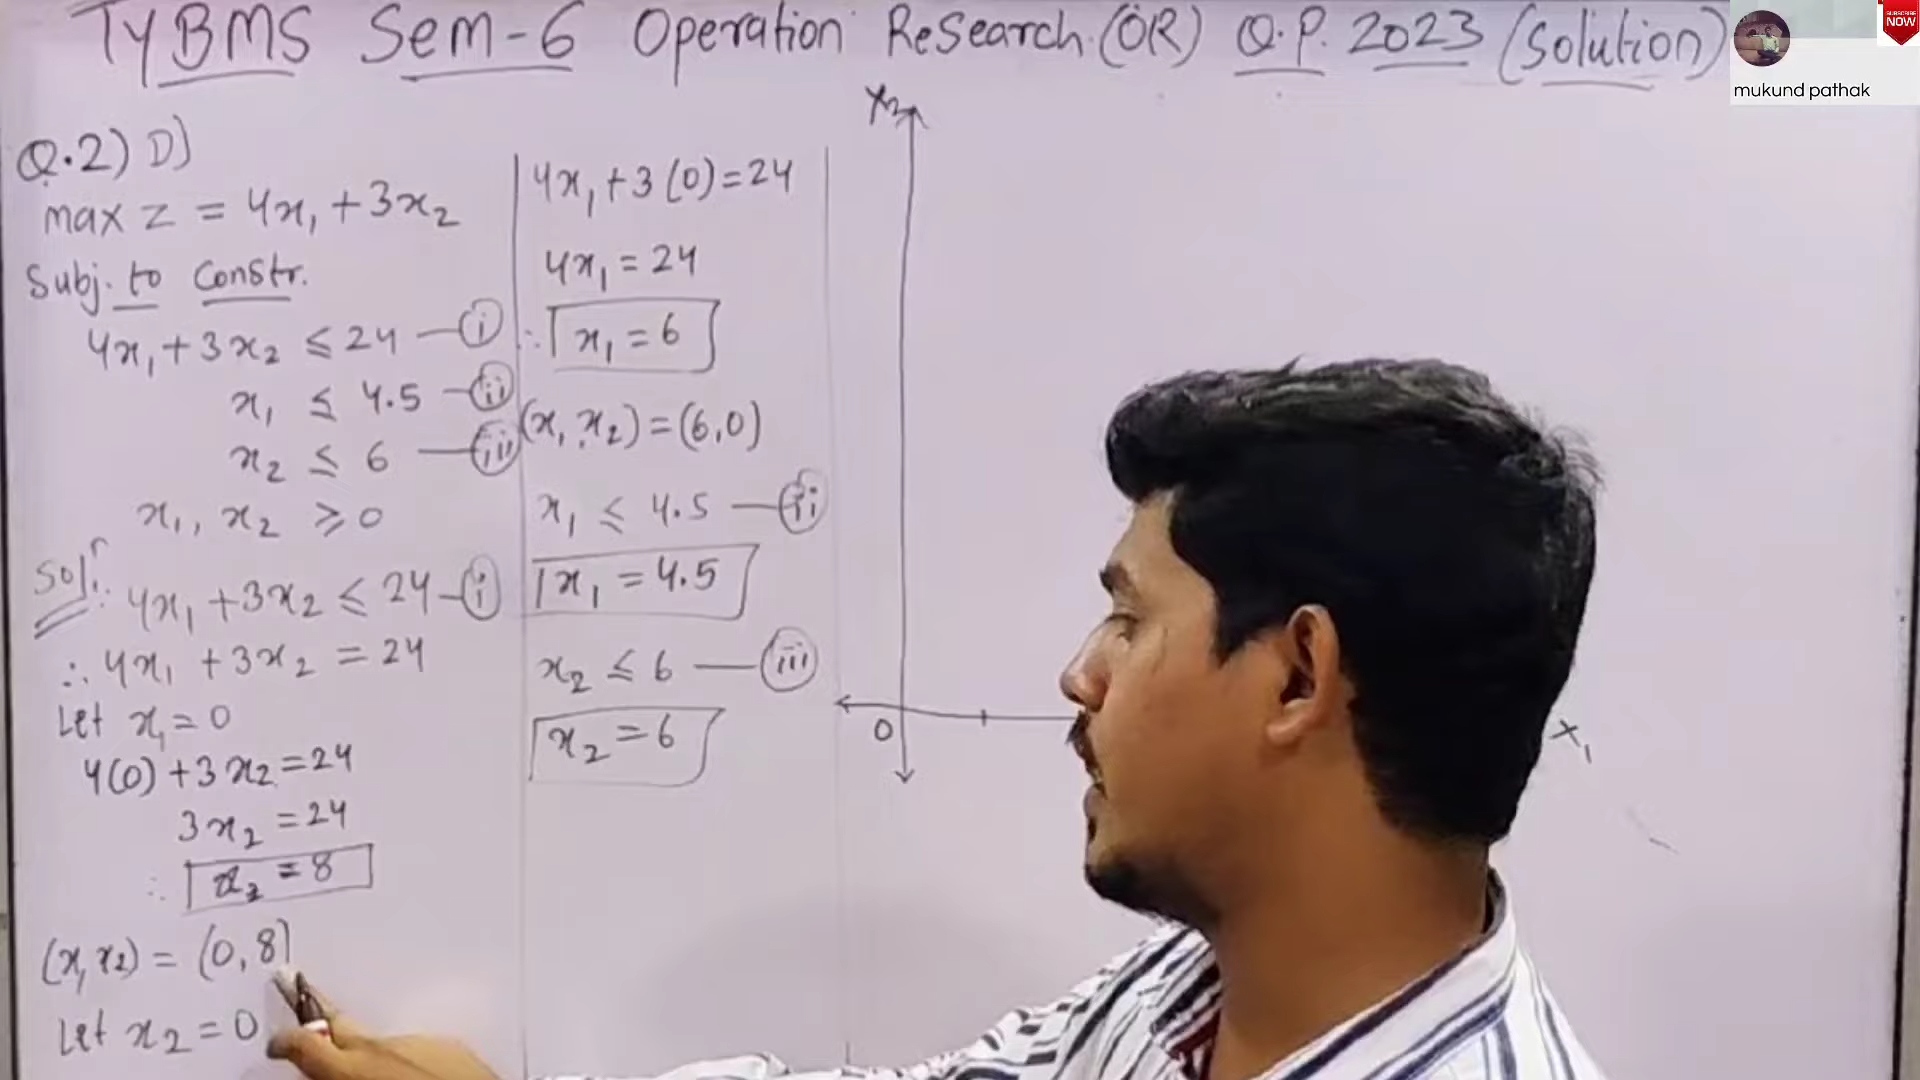 TyBMS Sem-6 Operation Research (OR) Q.P. 2023 (Solution)
SUBSCRIBE
NOW
mukund pathak
Q.2) D)
max z = 4x₁ + 3x₂
Subj. to Constr.
4x₁ + 3x₂ ≤ 24 — (i)
x₁ ≤ 4.5 — (ii)
x₂ ≤ 6 — (iii)
x₁, x₂ ≥ 0
Solⁿ:
4x₁ + 3x₂ ≤ 24 — (i)
∴ 4x₁ + 3x₂ = 24
Let x₁ = 0
4(0) + 3x₂ = 24
3x₂ = 24
∴ x₂ = 8
(x₁, x₂) = (0, 8)
Let x₂ = 0
4x₁ + 3(0) = 24
4x₁ = 24
∴ x₁ = 6
(x₁, x₂) = (6, 0)
x₁ ≤ 4.5 — (ii)
x₁ = 4.5
x₂ ≤ 6 — (iii)
x₂ = 6
X₂
0
X₁